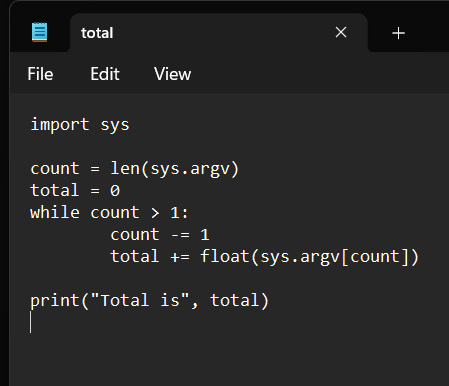 total
File Edit View
import sys
count = len(sys.argv)
total = 0
while count > 1:
        count -= 1
        total += float(sys.argv[count])
print("Total is", total)